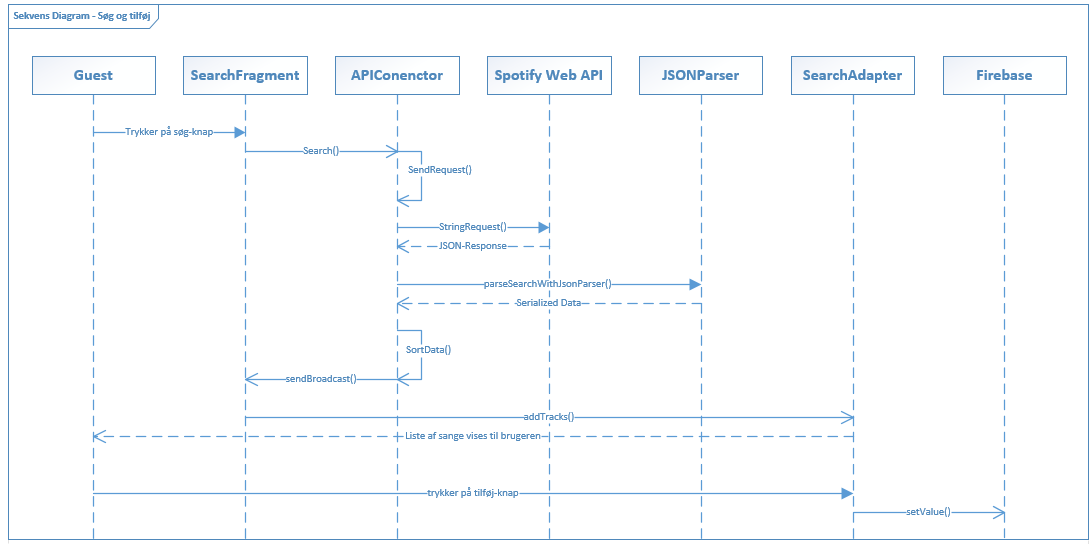 Sekvens Diagram - Søg og tilføj
Guest
SearchFragment
APIConenctor
Spotify Web API
JSONParser
SearchAdapter
Firebase
Trykker på søg-knap
Search()
SendRequest()
StringRequest()
JSON-Response
parseSearchWithJsonParser()
Serialized Data
SortData()
sendBroadcast()
addTracks()
Liste af sange vises til brugeren
trykker på tilføj-knap
setValue()